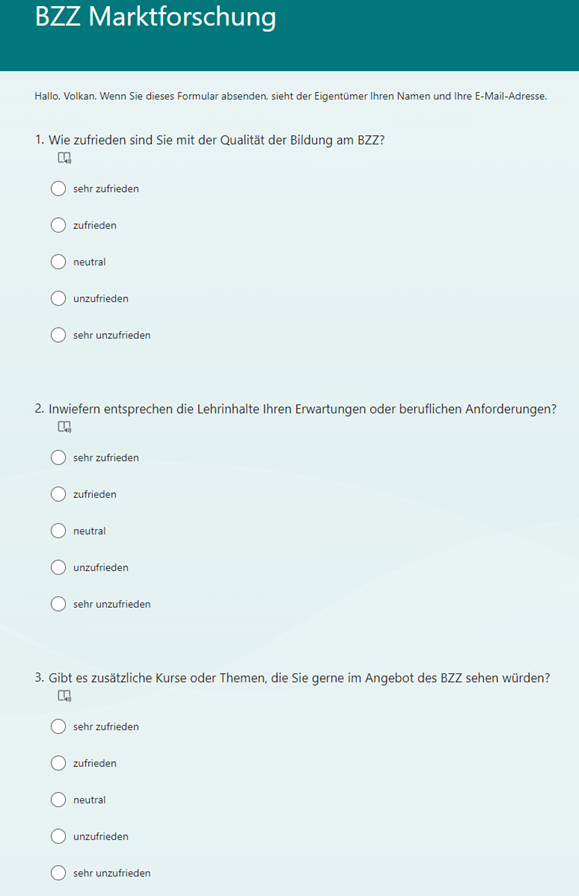 BZZ Marktforschung
Hallo, Volkan. Wenn Sie dieses Formular absenden, sieht der Eigentümer Ihren Namen und Ihre E-Mail-Adresse.
1. Wie zufrieden sind Sie mit der Qualität der Bildung am BZZ?
sehr zufrieden
zufrieden
neutral
unzufrieden
sehr unzufrieden
2. Inwiefern entsprechen die Lehrinhalte Ihren Erwartungen oder beruflichen Anforderungen?
sehr zufrieden
zufrieden
neutral
unzufrieden
sehr unzufrieden
3. Gibt es zusätzliche Kurse oder Themen, die Sie gerne im Angebot des BZZ sehen würden?
sehr zufrieden
zufrieden
neutral
unzufrieden
sehr unzufrieden